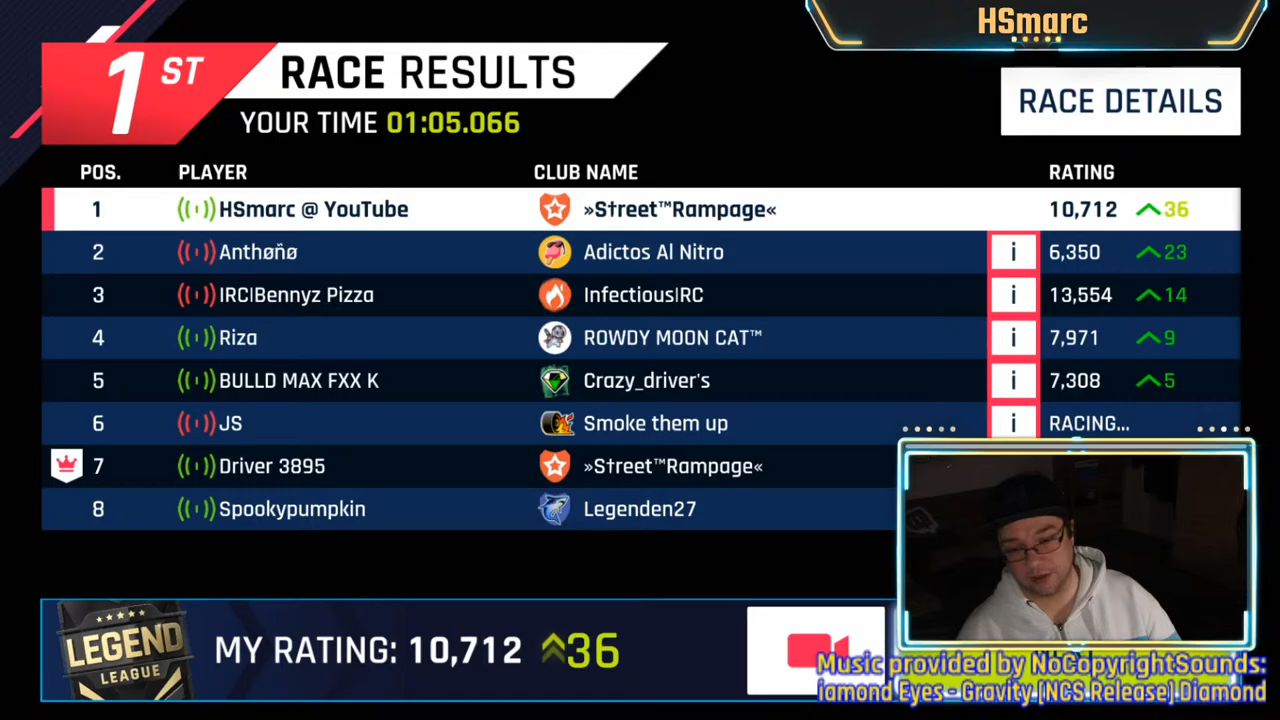 HSmarc
1ST
RACE RESULTS
YOUR TIME 01:05.066
RACE DETAILS
POS. PLAYER CLUB NAME RATING
1 HSmarc @ YouTube »S†reet™Rampage« 10,712 36
2 Anthøñø Adictos Al Nitro i 6,350 23
3 IRC|Bennyz Pizza Infectious|RC i 13,554 14
4 Riza ROWDY MOON CAT™ i 7,971 9
5 BULLD MAX FXX K Crazy_driver's i 7,308 5
6 JS Smoke them up i RACING...
7 Driver 3895 »S†reet™Rampage«
8 Spookypumpkin Legenden27
LEGEND
LEAGUE
MY RATING: 10,712 36
Music provided by NoCopyrightSounds:
iamond Eyes - Gravity [NCS Release] Diamond